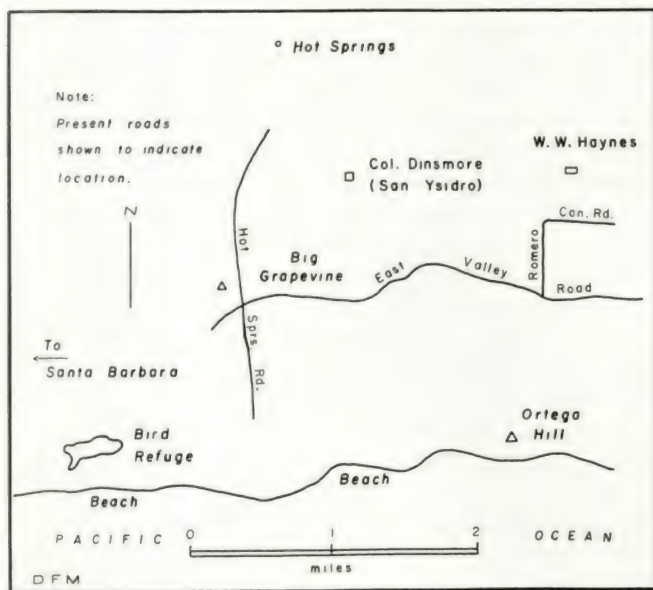 Hot Springs
Note:
Present roads
shown to indicate
location.
N
W. W. Haynes
Col. Dinsmore
(San Ysidro)
Can. Rd.
Romero
Hot
Sprs.
Rd.
Big
Grapevine
East
Valley
Road
To
Santa Barbara
Ortega
Hill
Bird
Refuge
Beach
Beach
PACIFIC
OCEAN
0
1
2
miles
DFM